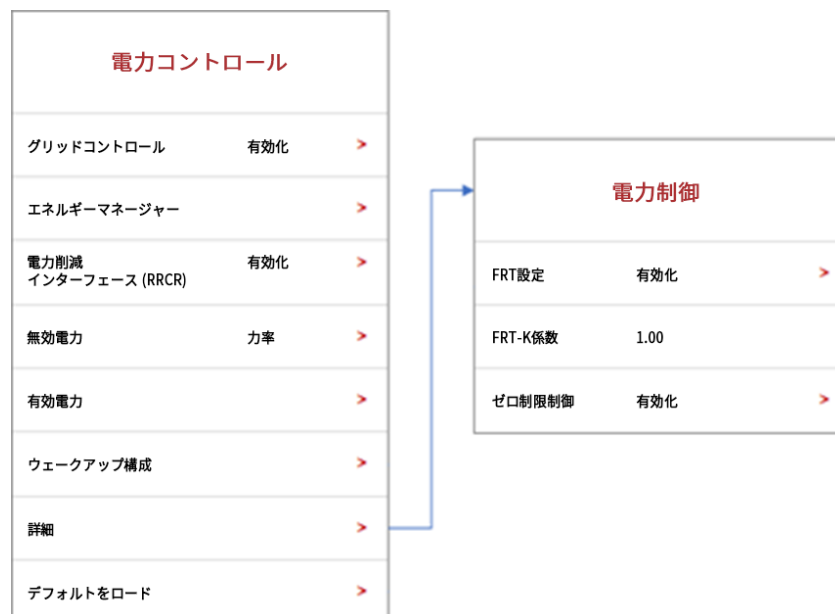 電力コントロール
グリッドコントロール 有効化
エネルギーマネージャー
電力削減 有効化
インターフェース (RRCR)
無効電力 力率
有効電力
ウェークアップ構成
詳細
デフォルトをロード
電力制御
FRT設定 有効化
FRT-K係数 1.00
ゼロ制限制御 有効化